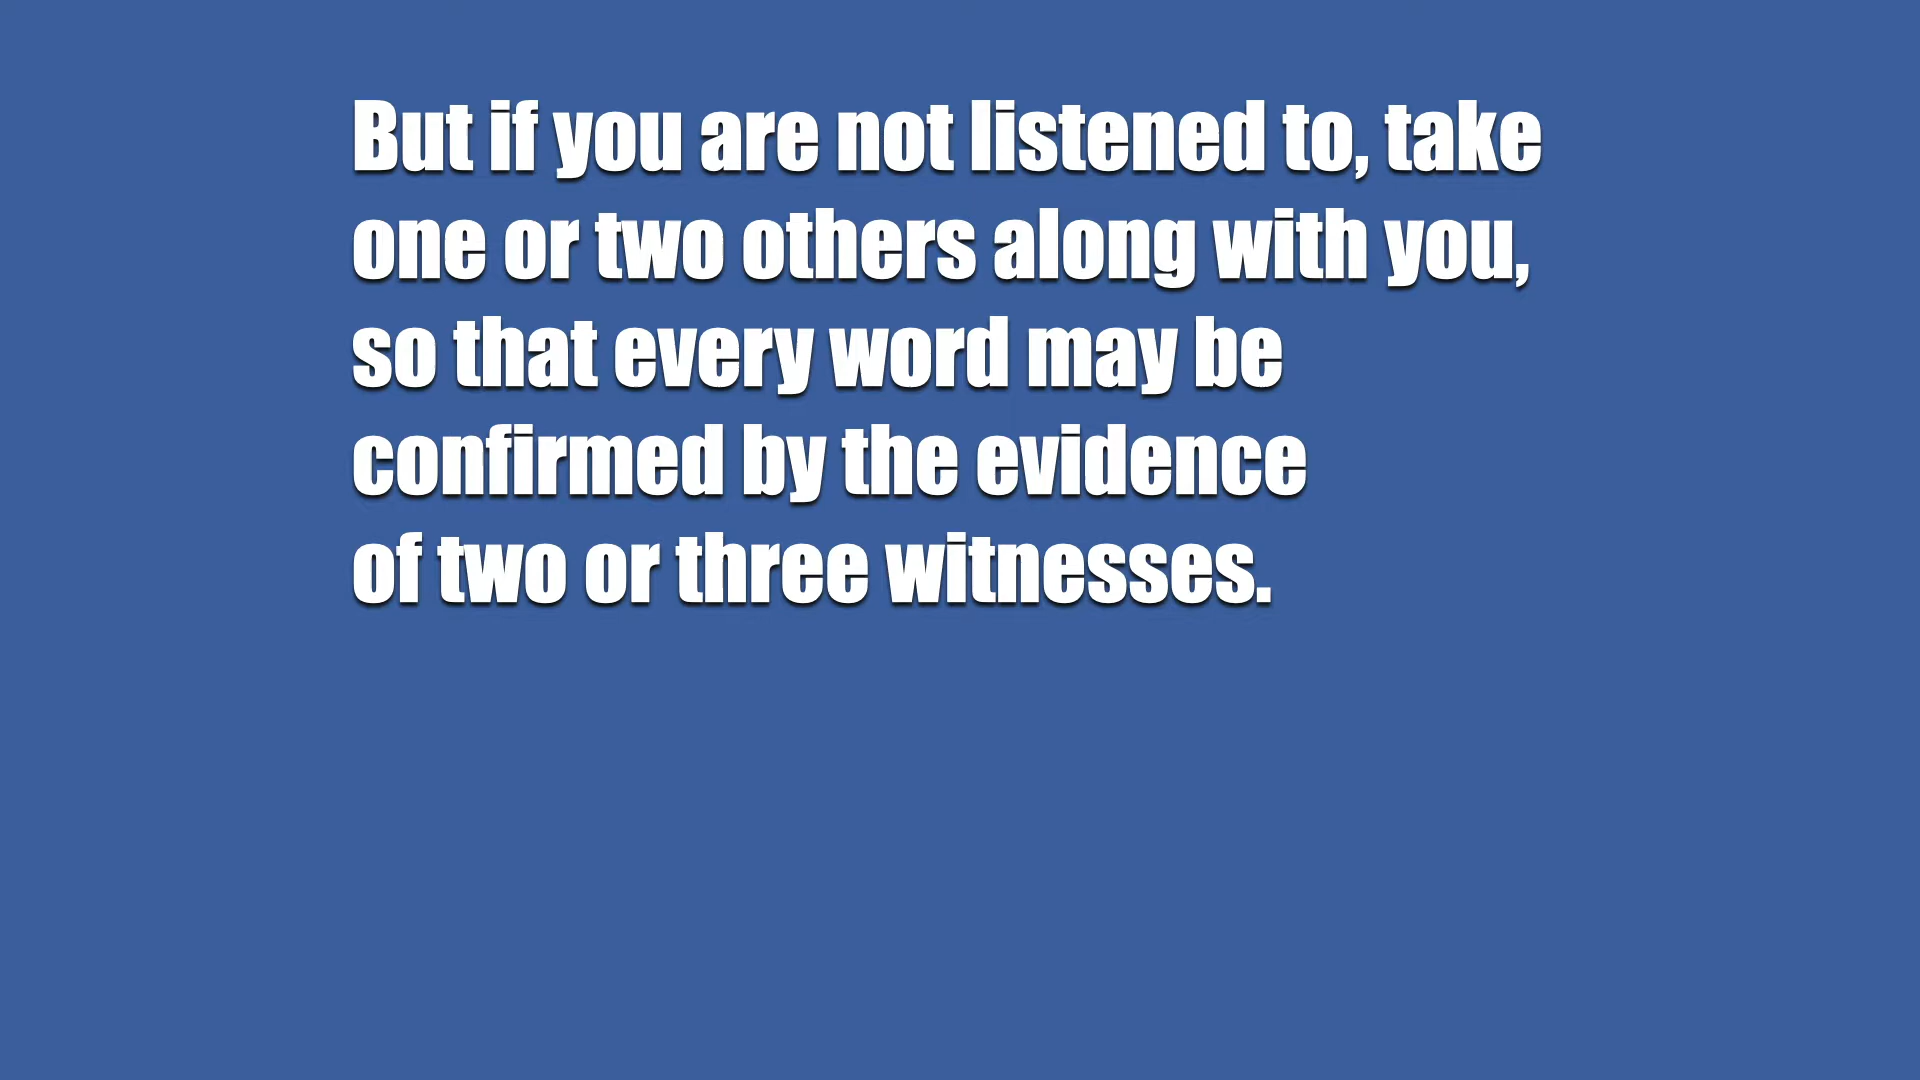 But if you are not listened to, take
one or two others along with you,
so that every word may be
confirmed by the evidence
of two or three witnesses.